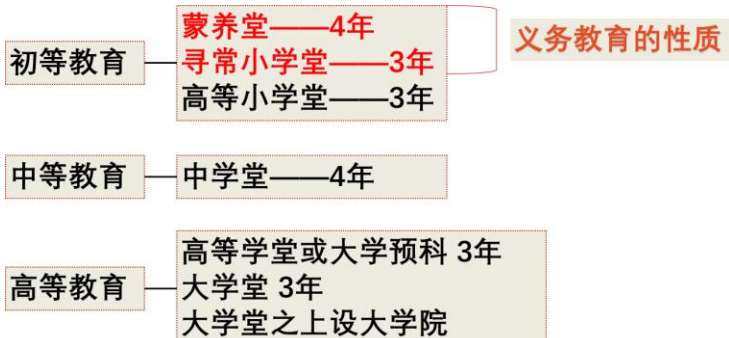 初等教育
蒙养堂——4年
寻常小学堂——3年
高等小学堂——3年
义务教育的性质
中等教育
中学堂——4年
高等教育
高等学堂或大学预科 3年
大学堂 3年
大学堂之上设大学院